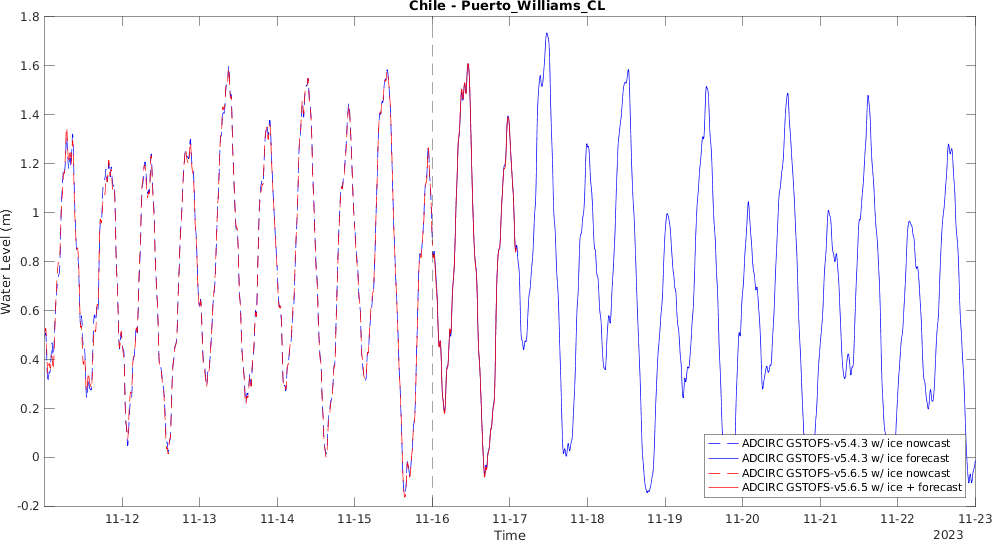 Chile - Puerto_Williams_CL
1.8
1.6
1.4
1.2
1
0.8
0.6
0.4
0.2
0
-0.2
Water Level (m)
ADCIRC GSTOFS-v5.4.3 w/ ice nowcast
ADCIRC GSTOFS-v5.4.3 w/ ice forecast
ADCIRC GSTOFS-v5.6.5 w/ ice nowcast
ADCIRC GSTOFS-v5.6.5 w/ ice + forecast
11-12 11-13 11-14 11-15 11-16 11-17 11-18 11-19 11-20 11-21 11-22 11-23
Time
2023